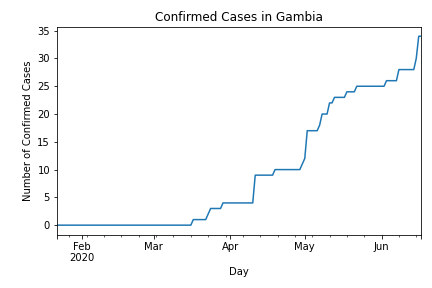 Confirmed Cases in Gambia
35
30
25
20
15
10
5
0
Number of Confirmed Cases
Feb
2020
Mar
Apr
May
Jun
Day